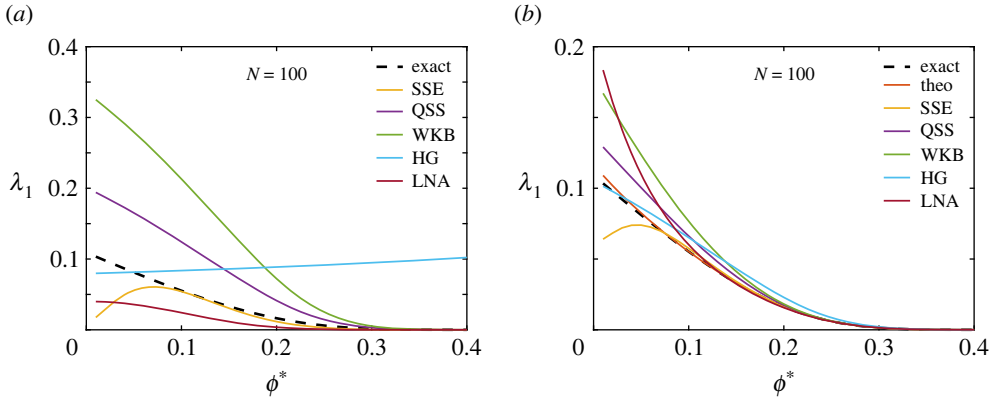 (a)
0.4
0.3
0.2
0.1
0
0.1
0.2
0.3
0.4
λ1
ϕ*
N = 100
exact
SSE
QSS
WKB
HG
LNA
(b)
0.2
0.1
0
0.1
0.2
0.3
0.4
λ1
ϕ*
N = 100
exact
theo
SSE
QSS
WKB
HG
LNA